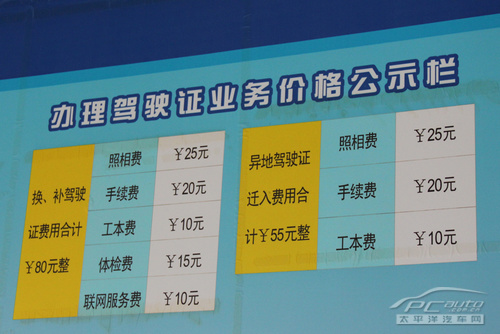 办理驾驶证业务价格公示栏
换、补驾驶
证费用合计
￥80元整
照相费 ￥25元
手续费 ￥20元
工本费 ￥10元
体检费 ￥15元
联网服务费 ￥10元
异地驾驶证
迁入费用合
计￥55元整
照相费 ￥25元
手续费 ￥20元
工本费 ￥10元
PCauto
太平洋汽车网